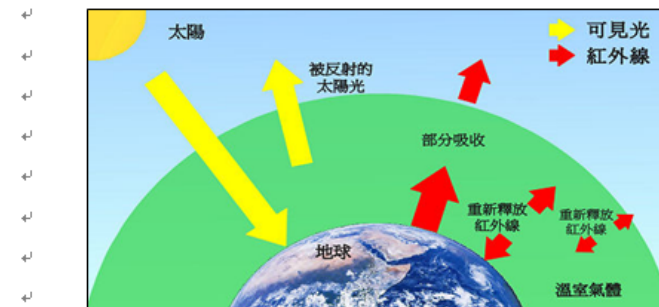 太陽
可見光
紅外線
被反射的
太陽光
部分吸收
重新釋放
紅外線
重新釋放
紅外線
地球
溫室氣體